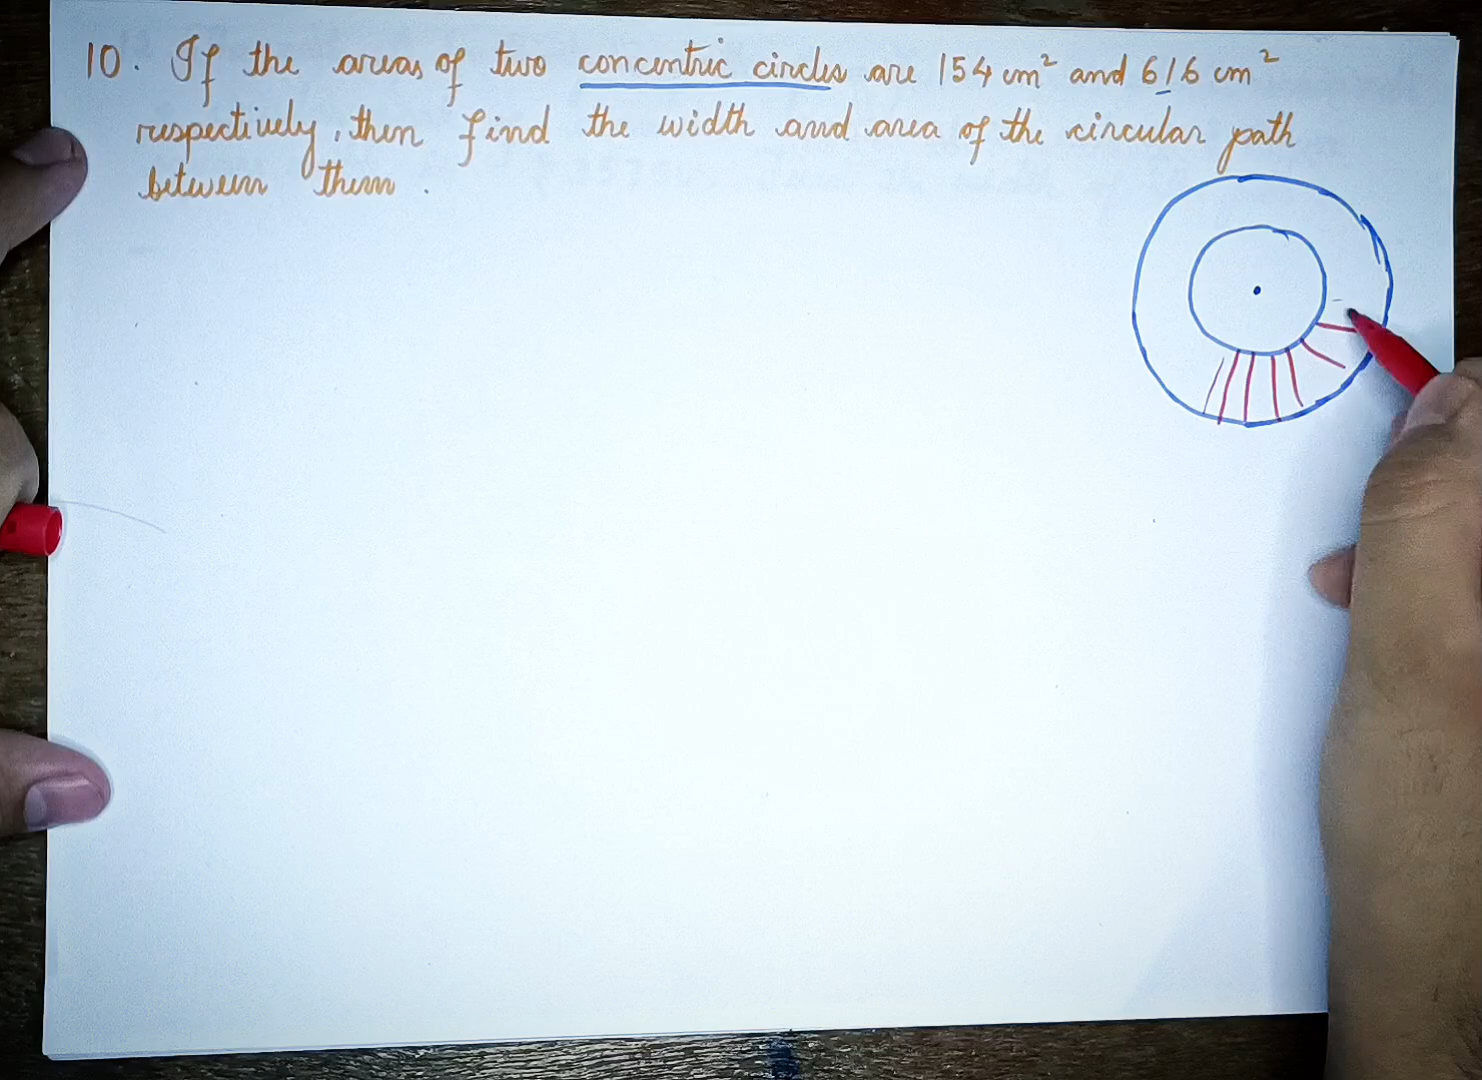 10. If the areas of two concentric circles are 154 cm² and 616 cm²
respectively, then find the width and area of the circular path
between them.